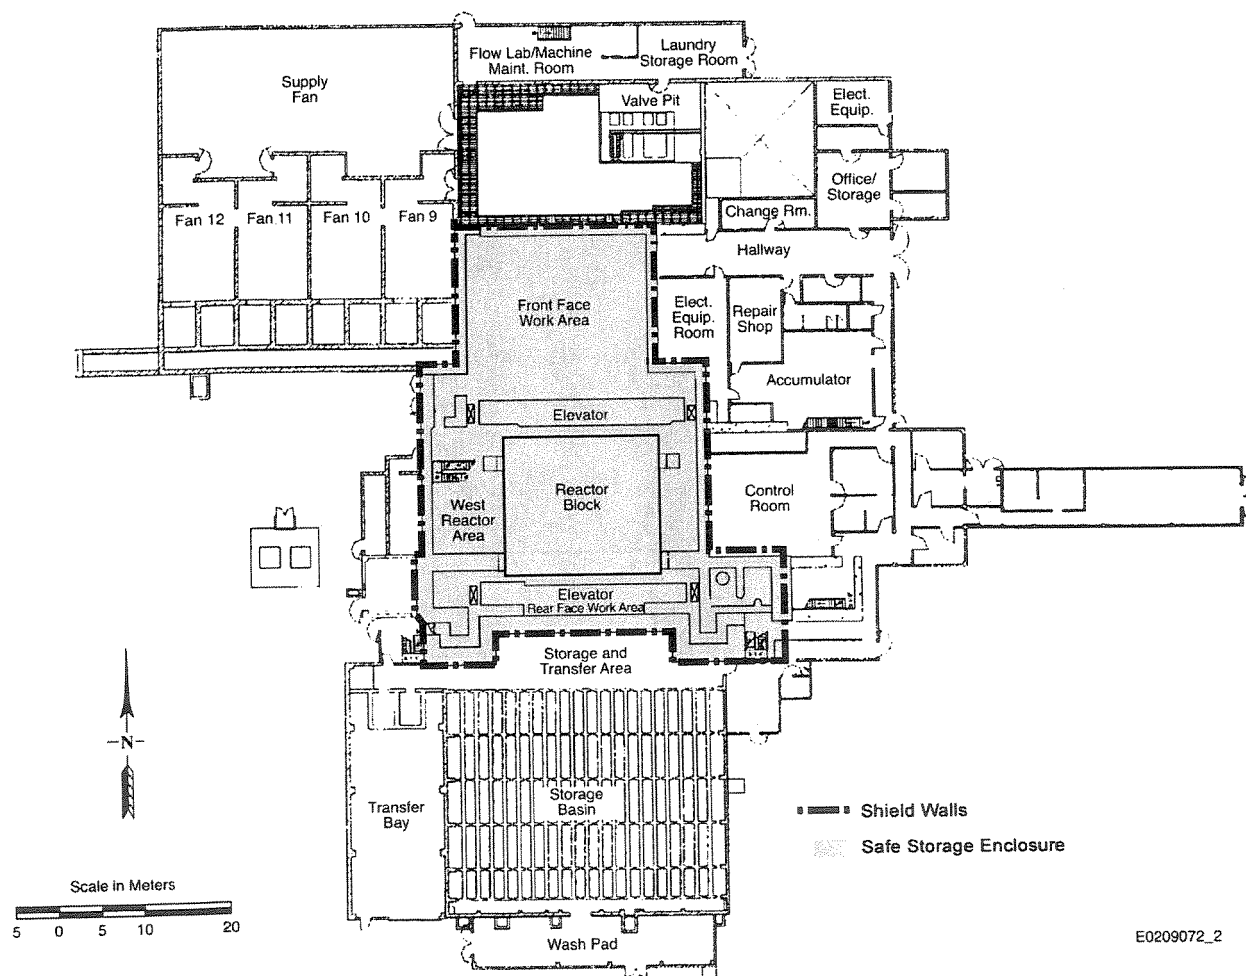 Flow Lab/Machine
Maint. Room
Laundry
Storage Room
Supply
Fan
Valve Pit
Elect.
Equip.
Office/
Storage
Fan 12
Fan 11
Fan 10
Fan 9
Change Rm.
Hallway
Front Face
Work Area
Elect.
Equip.
Room
Repair
Shop
Accumulator
Elevator
West
Reactor
Area
Reactor
Block
Control
Room
Elevator
Rear Face Work Area
Storage and
Transfer Area
N
Transfer
Bay
Storage
Basin
Shield Walls
Safe Storage Enclosure
Scale in Meters
5 0 5 10 20
Wash Pad
E0209072_2